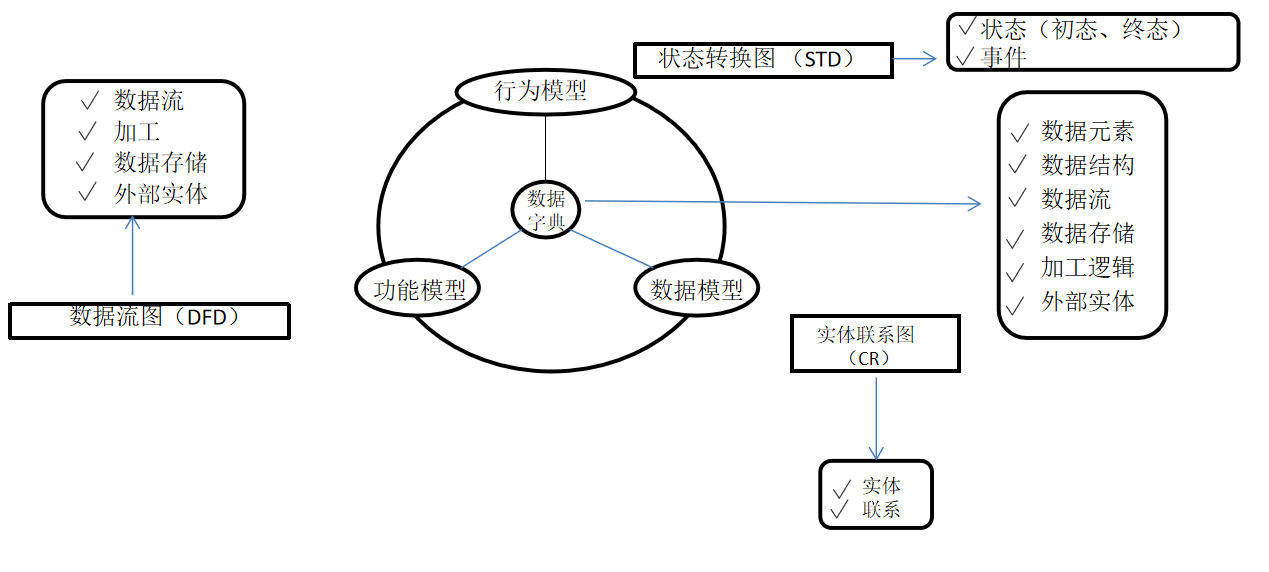 状态转换图（STD）
状态（初态、终态）
事件
行为模型
数据流
加工
数据存储
外部实体
数据流图（DFD）
数据
字典
功能模型
数据模型
数据元素
数据结构
数据流
数据存储
加工逻辑
外部实体
实体联系图
（CR）
实体
联系